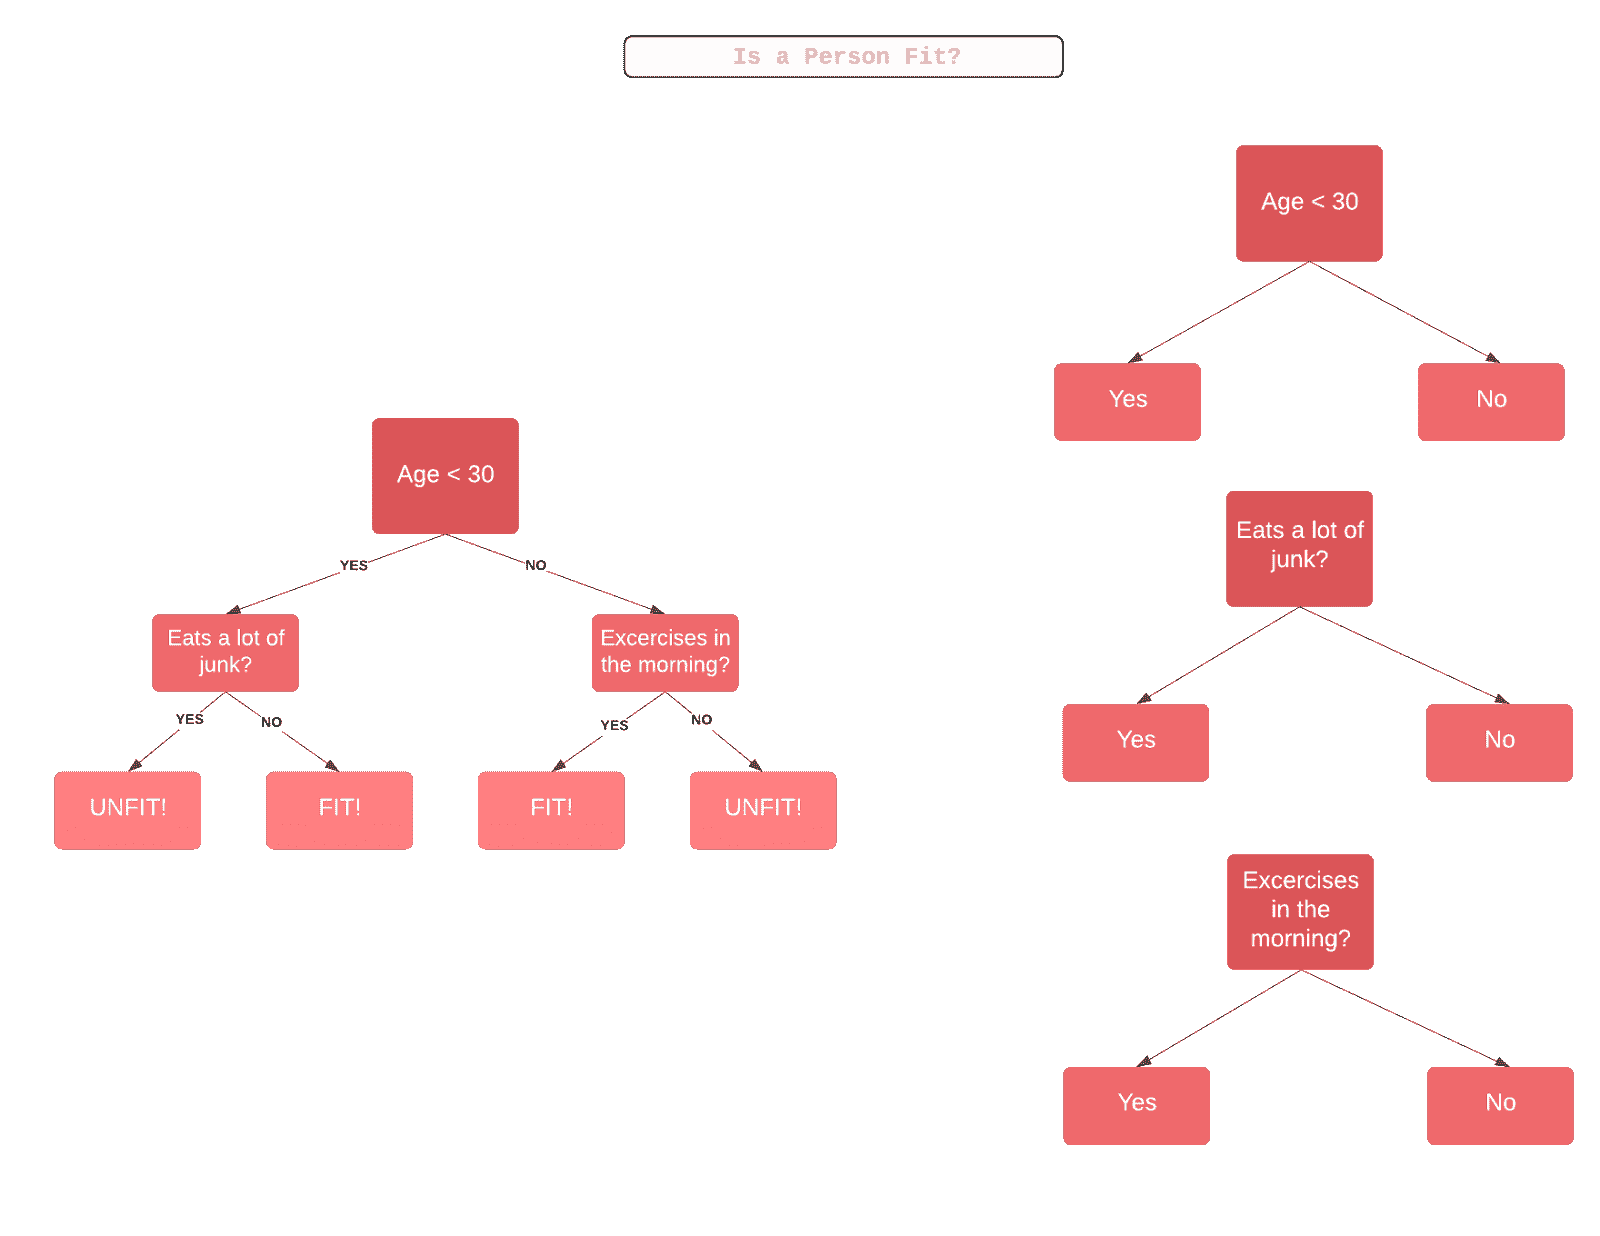 Is a Person Fit?
Age < 30
YES
NO
Eats a lot of
junk?
Excercises in
the morning?
YES
NO
YES
NO
UNFIT!
FIT!
FIT!
UNFIT!
Age < 30
Yes
No
Eats a lot of
junk?
Yes
No
Excercises
in the
morning?
Yes
No